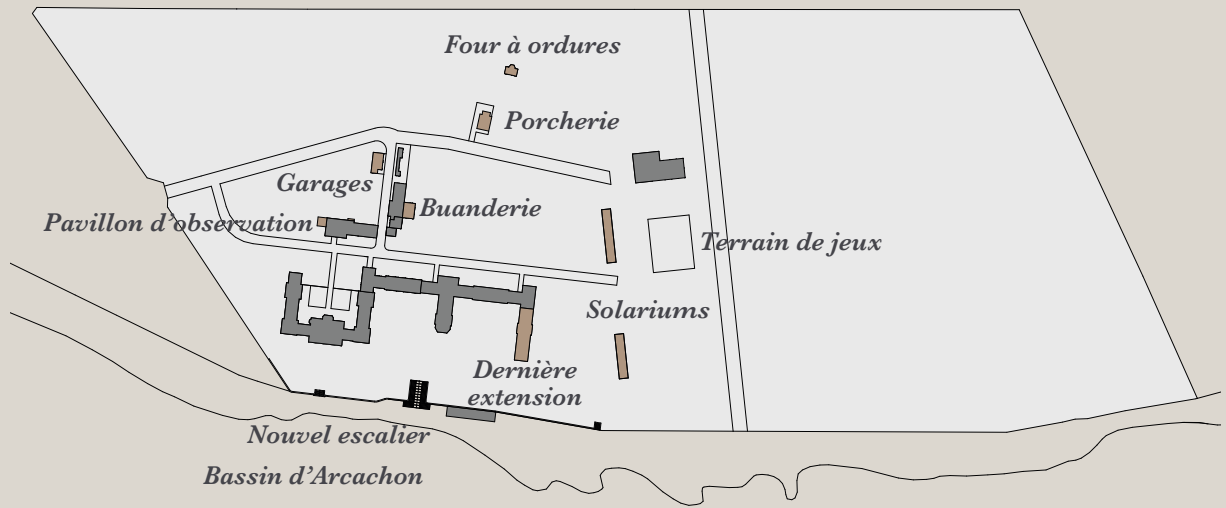 Four à ordures
Porcherie
Garages
Buanderie
Pavillon d’observation
Terrain de jeux
Solariums
Dernière
extension
Nouvel escalier
Bassin d’Arcachon